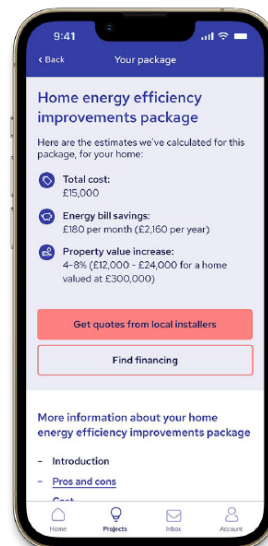 9:41
Back
Your package
Home energy efficiency
improvements package
Here are the estimates we've calculated for this
package, for your home:
Total cost:
£15,000
Energy bill savings:
£180 per month (£2,160 per year)
Property value increase:
4-8% (£12,000 - £24,000 for a home
valued at £300,000)
Get quotes from local installers
Find financing
More information about your home
energy efficiency improvements package
- Introduction
- Pros and cons
Home Projects Inbox Account